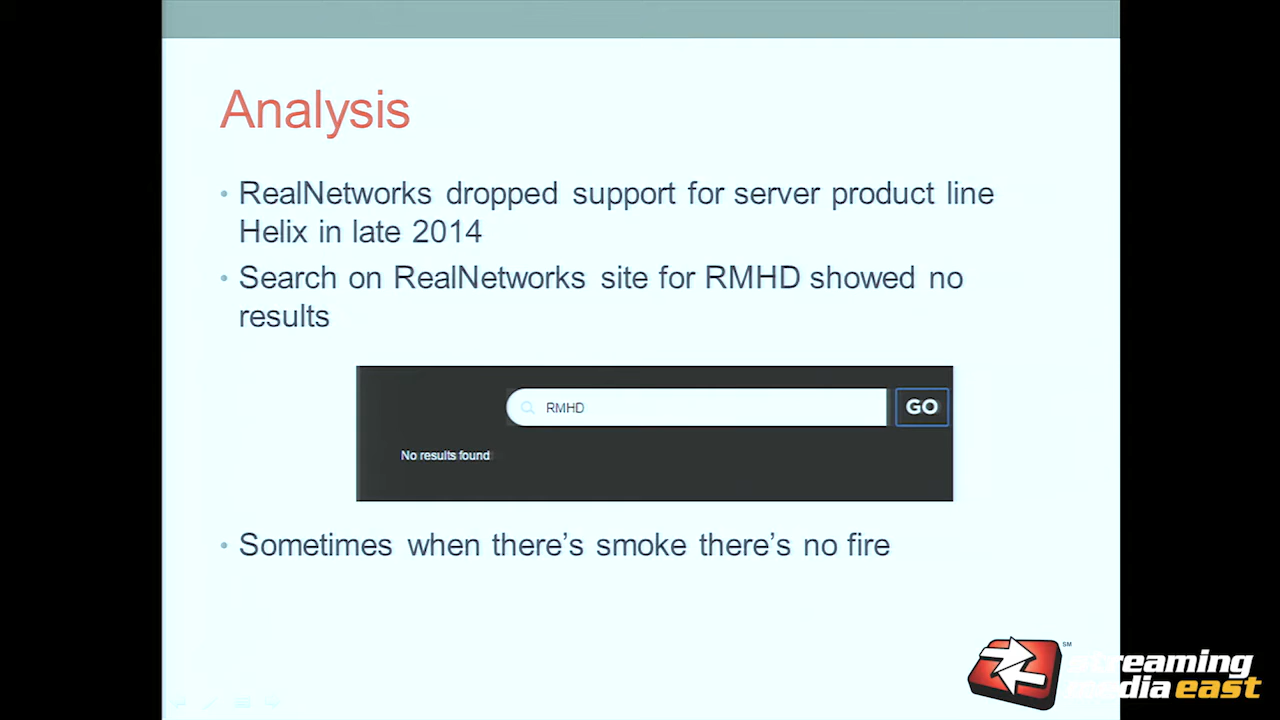 Analysis
• RealNetworks dropped support for server product line
Helix in late 2014
• Search on RealNetworks site for RMHD showed no
results
RMHD
GO
No results found
• Sometimes when there's smoke there's no fire
SM
streaming
media east